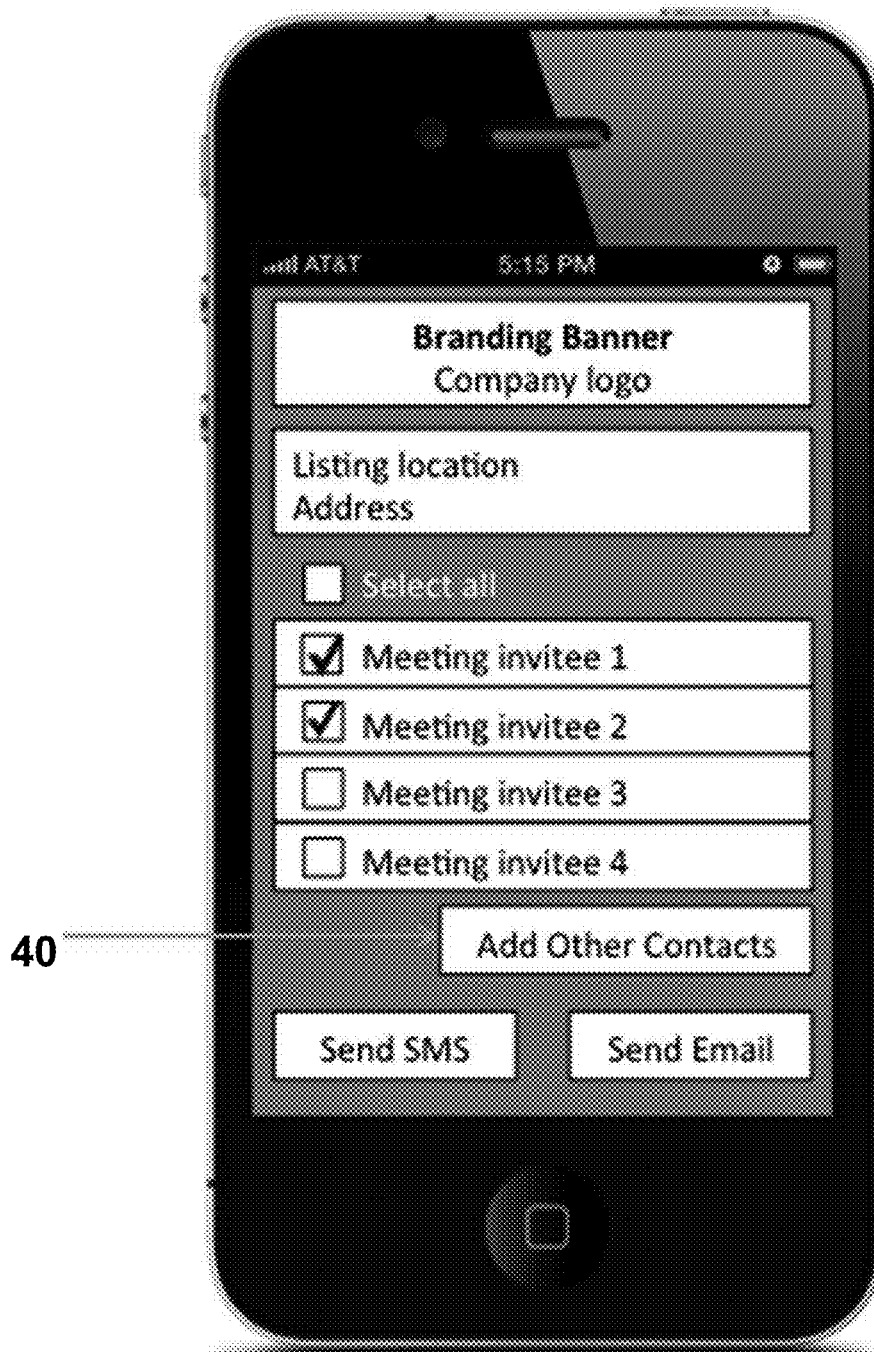 AT&T 5:15 PM
Branding Banner
Company logo
Listing location
Address
Select all
Meeting invitee 1
Meeting invitee 2
Meeting invitee 3
Meeting invitee 4
40 Add Other Contacts
Send SMS Send Email